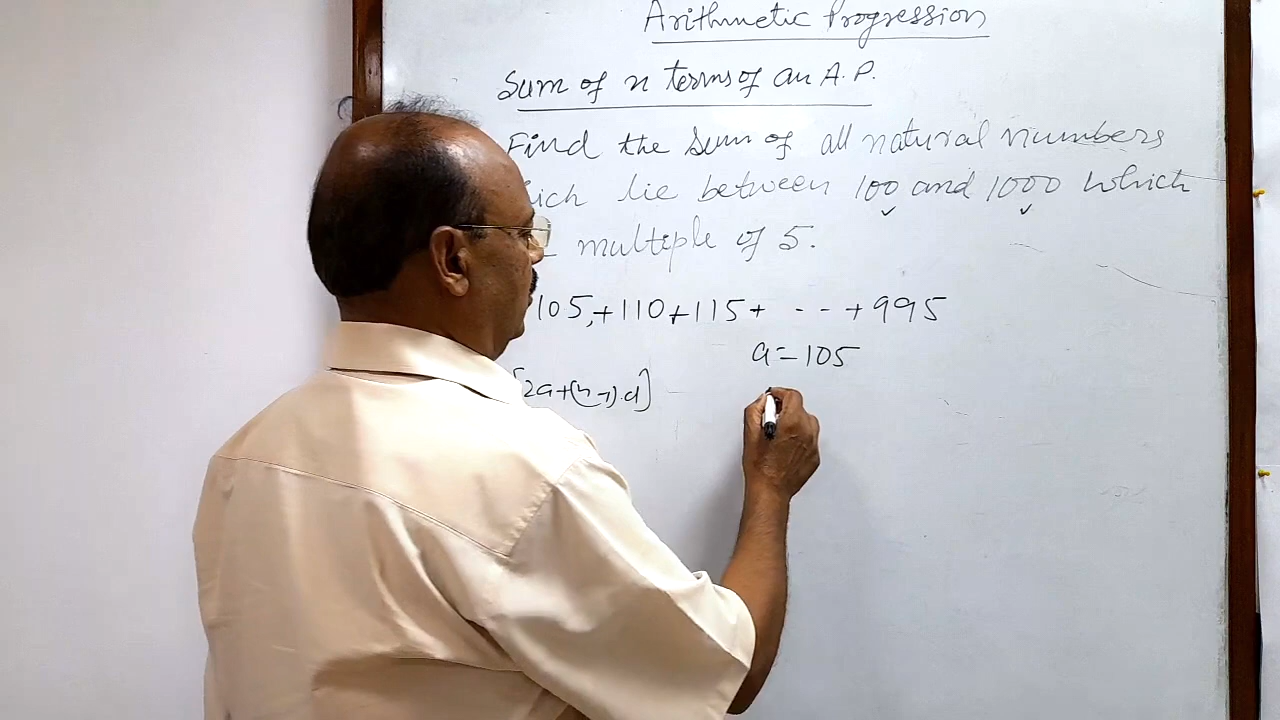 Arithmetic Progression
Sum of n terms of an A.P.
Find the sum of all natural numbers
lie between 100 and 1000 which
multiple of 5.
105,+110+115+ --- +995
a=105
[2a+(n-1).d]